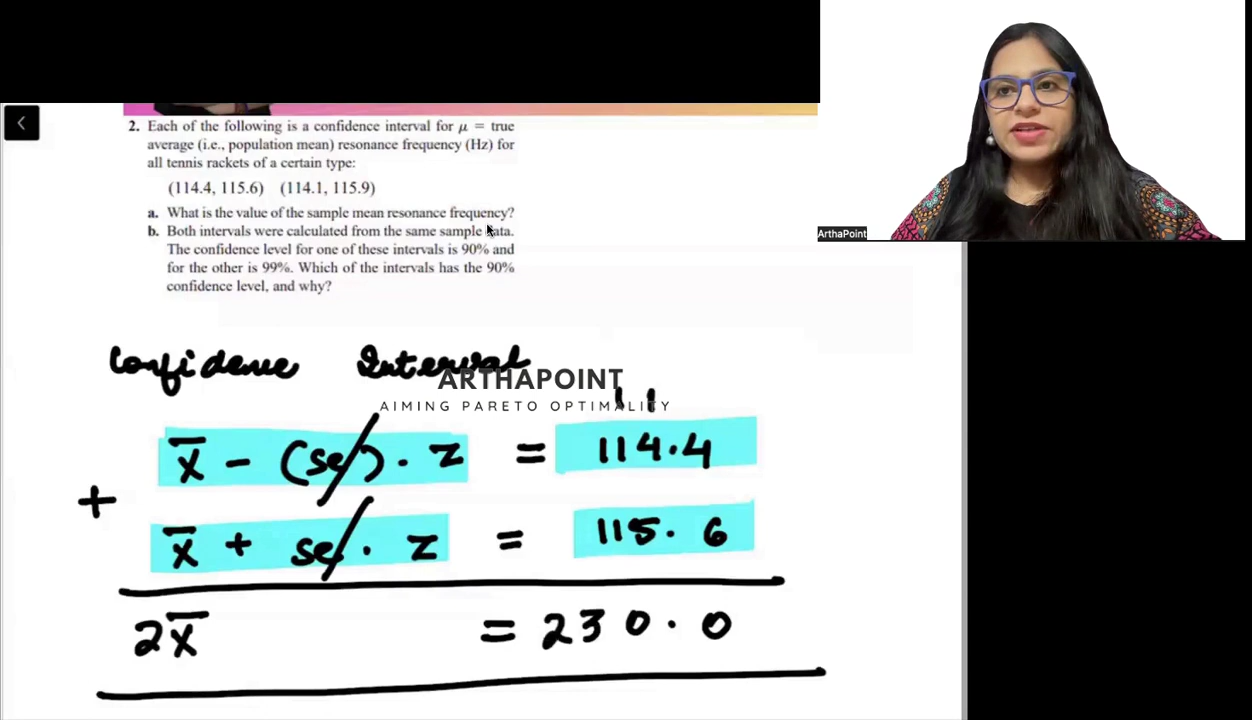 2. Each of the following is a confidence interval for μ = true
average (i.e., population mean) resonance frequency (Hz) for
all tennis rackets of a certain type:
(114.4, 115.6) (114.1, 115.9)
a. What is the value of the sample mean resonance frequency?
b. Both intervals were calculated from the same sample data.
The confidence level for one of these intervals is 90% and
for the other is 99%. Which of the intervals has the 90%
confidence level, and why?
ArthaPoint
Confidence Interval
ARTHAPOINT
AIMING PARETO OPTIMALITY
1 1
x̄ - (se) . z = 114.4
+
x̄ + se . z = 115.6
2x̄ = 230.0